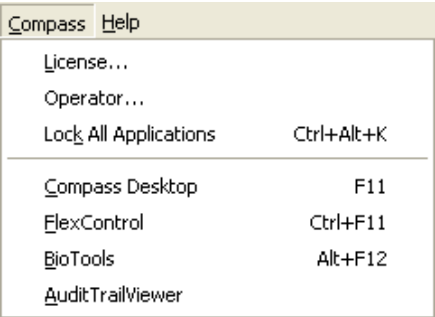 Compass Help
License...
Operator...
Lock All Applications Ctrl+Alt+K
Compass Desktop F11
FlexControl Ctrl+F11
BioTools Alt+F12
AuditTrailViewer